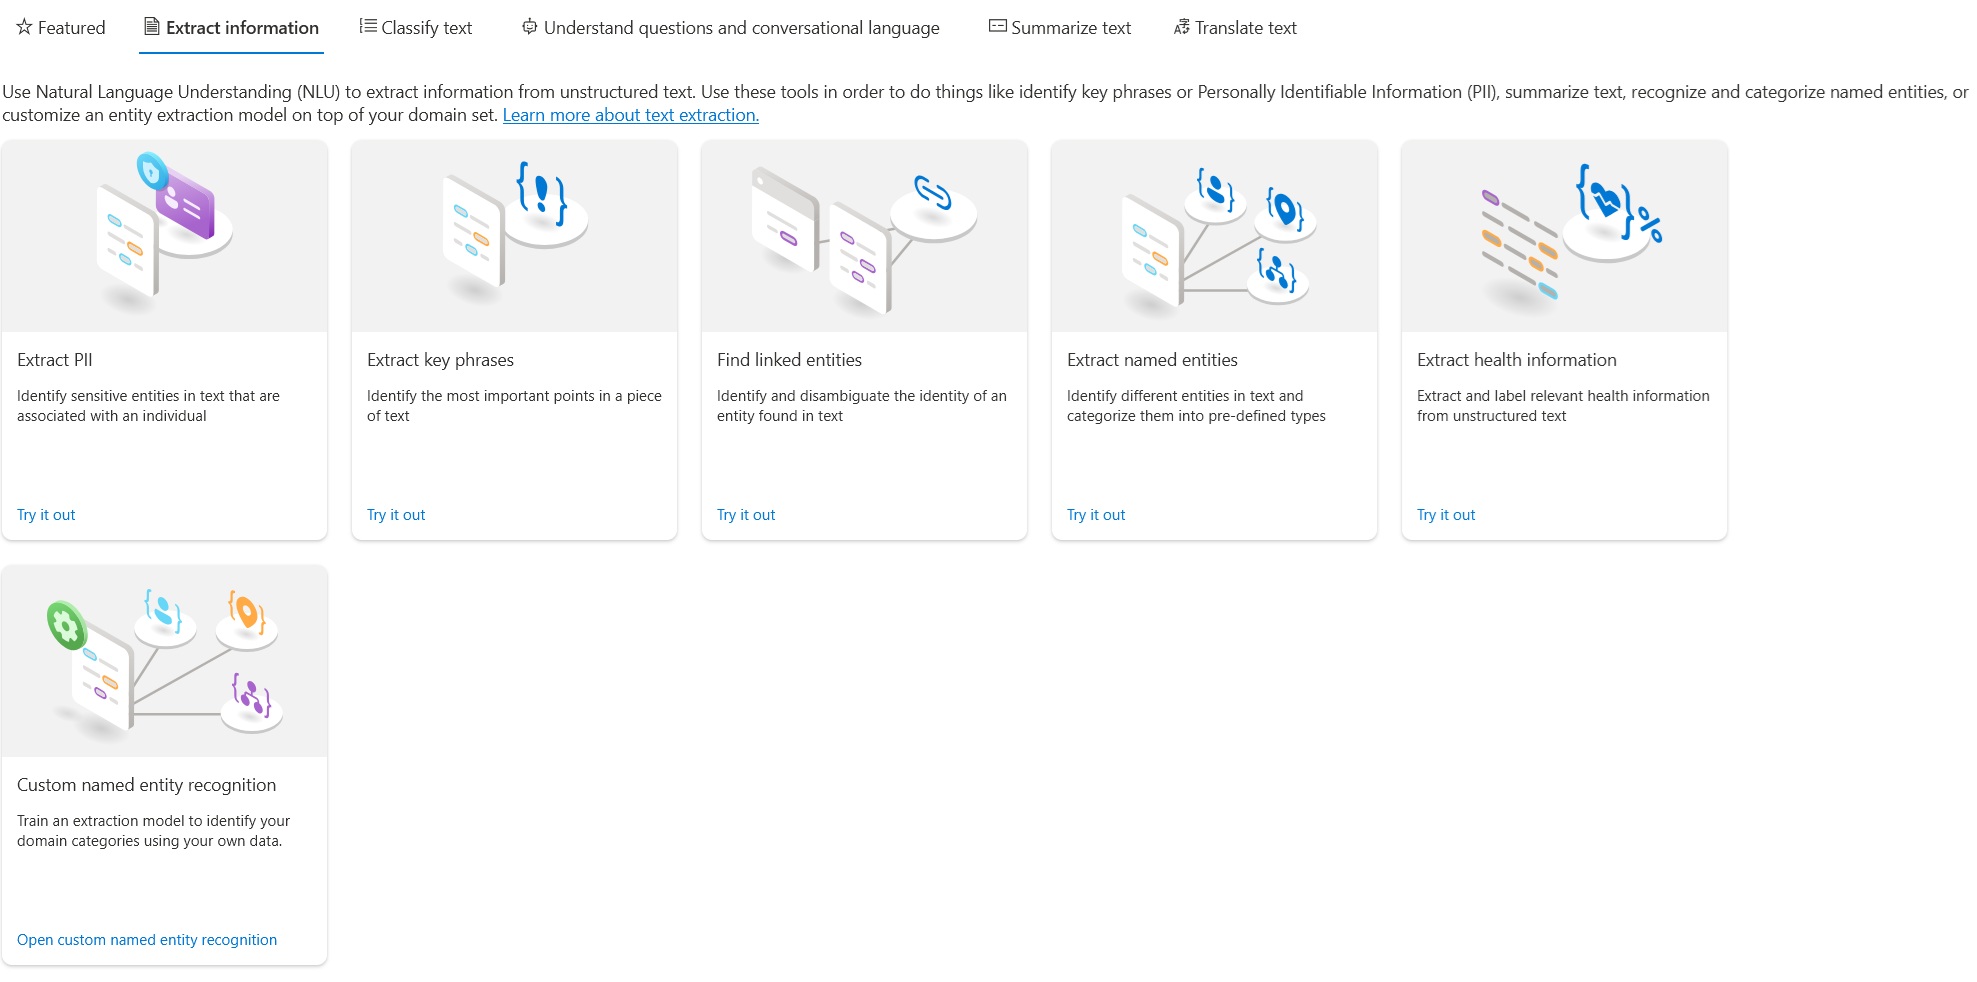 Featured
Extract information
Classify text
Understand questions and conversational language
Summarize text
Translate text
Use Natural Language Understanding (NLU) to extract information from unstructured text. Use these tools in order to do things like identify key phrases or Personally Identifiable Information (PII), summarize text, recognize and categorize named entities, or
customize an entity extraction model on top of your domain set. Learn more about text extraction.
Extract PII
Identify sensitive entities in text that are
associated with an individual
Try it out
Extract key phrases
Identify the most important points in a piece
of text
Try it out
Find linked entities
Identify and disambiguate the identity of an
entity found in text
Try it out
Extract named entities
Identify different entities in text and
categorize them into pre-defined types
Try it out
Extract health information
Extract and label relevant health information
from unstructured text
Try it out
Custom named entity recognition
Train an extraction model to identify your
domain categories using your own data.
Open custom named entity recognition